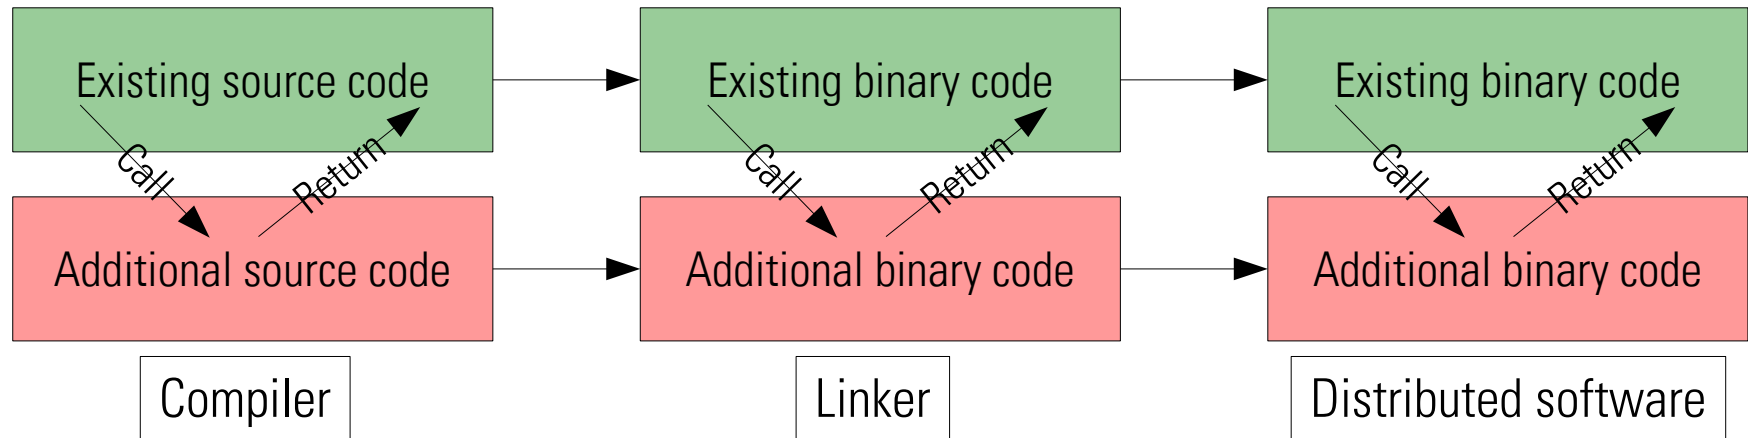 Existing source code
Existing binary code
Existing binary code
Call
Return
Call
Return
Call
Return
Additional source code
Additional binary code
Additional binary code
Compiler
Linker
Distributed software